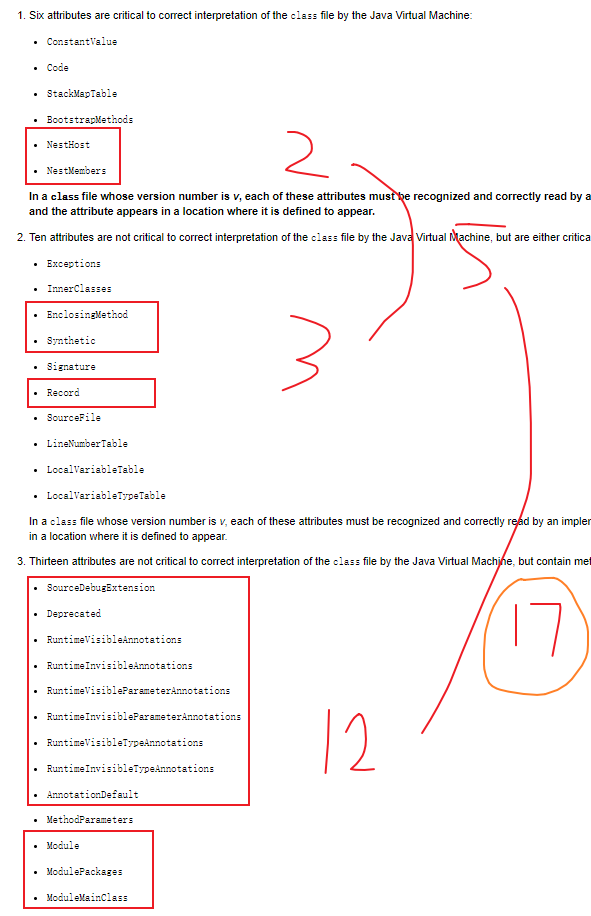 1. Six attributes are critical to correct interpretation of the class file by the Java Virtual Machine:
• ConstantValue
• Code
• StackMapTable
• BootstrapMethods
• NestHost
• NestMembers
2
In a class file whose version number is v, each of these attributes must be recognized and correctly read by a
and the attribute appears in a location where it is defined to appear.
2. Ten attributes are not critical to correct interpretation of the class file by the Java Virtual Machine, but are either critica
5
• Exceptions
• InnerClasses
• EnclosingMethod
• Synthetic
3
• Signature
• Record
• SourceFile
• LineNumberTable
• LocalVariableTable
• LocalVariableTypeTable
In a class file whose version number is v, each of these attributes must be recognized and correctly read by an impler
in a location where it is defined to appear.
3. Thirteen attributes are not critical to correct interpretation of the class file by the Java Virtual Machine, but contain met
• SourceDebugExtension
• Deprecated
17
• RuntimeVisibleAnnotations
• RuntimeInvisibleAnnotations
• RuntimeVisibleParameterAnnotations
• RuntimeInvisibleParameterAnnotations
• RuntimeVisibleTypeAnnotations
12
• RuntimeInvisibleTypeAnnotations
• AnnotationDefault
• MethodParameters
• Module
• ModulePackages
• ModuleMainClass